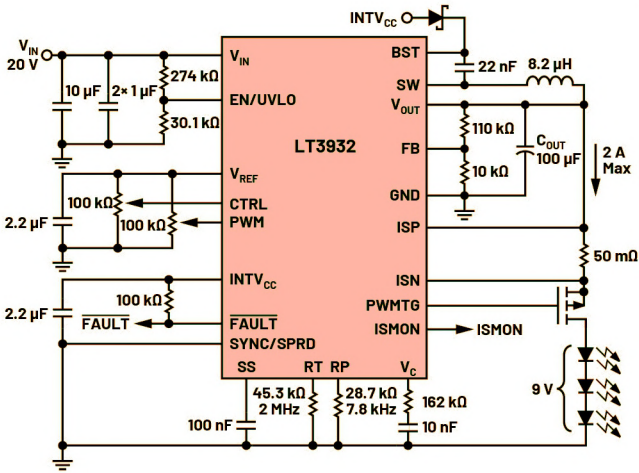 INTVCC
VIN
20 V
10 µF
2× 1 µF
274 kΩ
30.1 kΩ
VIN
EN/UVLO
LT3932
BST
SW
VOUT
FB
GND
ISP
22 nF
8.2 µH
110 kΩ
10 kΩ
COUT
100 µF
2 A
Max
VREF
CTRL
PWM
100 kΩ
100 kΩ
2.2 µF
50 mΩ
INTVCC
100 kΩ
2.2 µF
FAULT
FAULT
SYNC/SPRD
ISN
PWMTG
ISMON
ISMON
SS
RT
RP
VC
45.3 kΩ
2 MHz
28.7 kΩ
7.8 kHz
162 kΩ
100 nF
10 nF
9 V